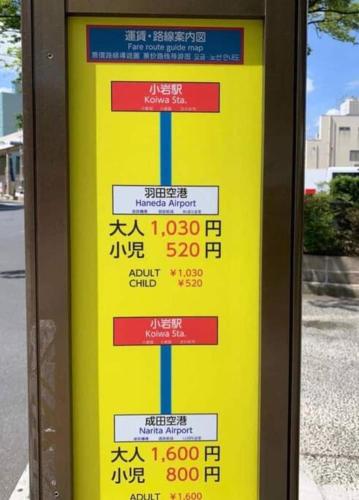 運賃・路線案内図
Fare route guide map
小岩駅
Koiwa Sta.
羽田空港
Haneda Airport
大人 1,030 円
小児 520 円
ADULT ¥1,030
CHILD ¥520
小岩駅
Koiwa Sta.
成田空港
Narita Airport
大人 1,600 円
小児 800 円
ADULT ¥1,600